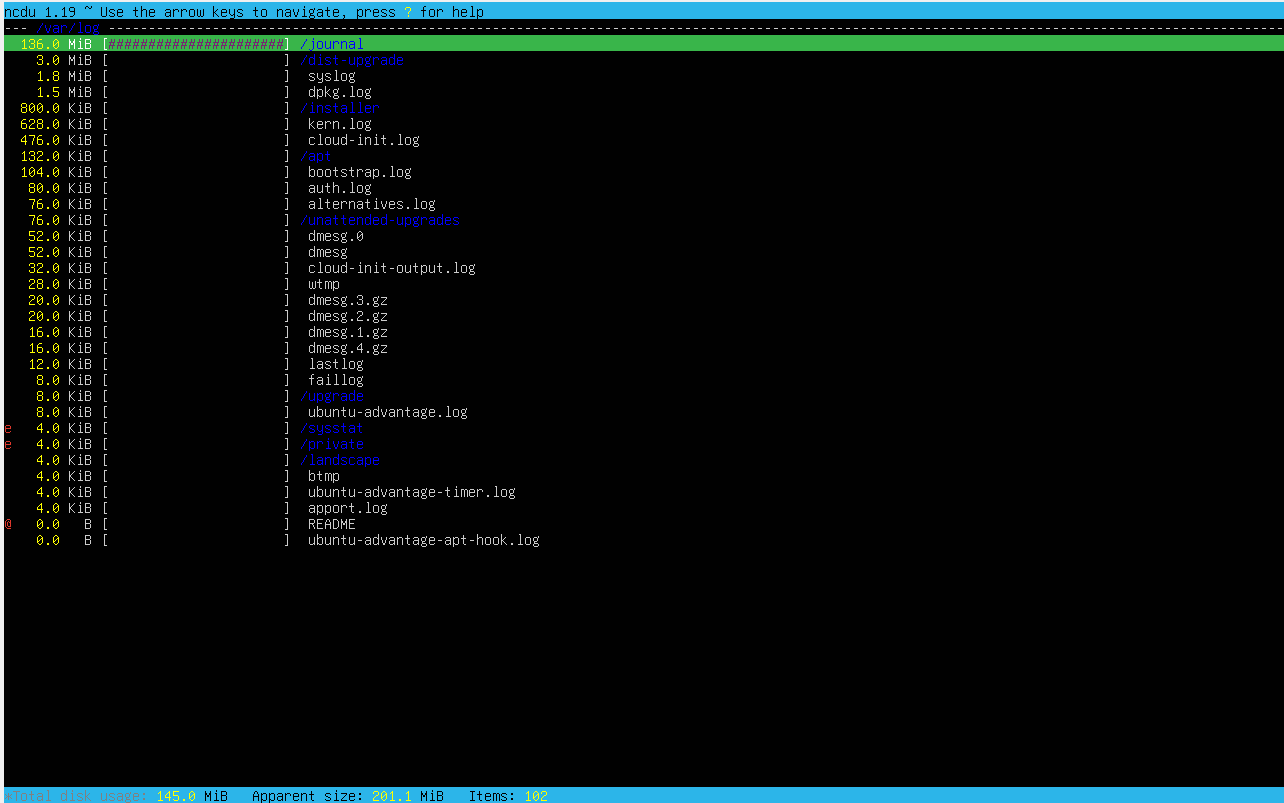 ncdu 1.19 ~ Use the arrow keys to navigate, press ? for help
--- /var/log ---
136.0 MiB [######################] /journal
3.0 MiB [                      ] /dist-upgrade
1.8 MiB [                      ]  syslog
1.5 MiB [                      ]  dpkg.log
800.0 KiB [                      ] /installer
628.0 KiB [                      ]  kern.log
476.0 KiB [                      ]  cloud-init.log
132.0 KiB [                      ] /apt
104.0 KiB [                      ]  bootstrap.log
80.0 KiB [                      ]  auth.log
76.0 KiB [                      ]  alternatives.log
76.0 KiB [                      ] /unattended-upgrades
52.0 KiB [                      ]  dmesg.0
52.0 KiB [                      ]  dmesg
32.0 KiB [                      ]  cloud-init-output.log
28.0 KiB [                      ]  wtmp
20.0 KiB [                      ]  dmesg.3.gz
20.0 KiB [                      ]  dmesg.2.gz
16.0 KiB [                      ]  dmesg.1.gz
16.0 KiB [                      ]  dmesg.4.gz
12.0 KiB [                      ]  lastlog
8.0 KiB [                      ]  faillog
8.0 KiB [                      ] /upgrade
8.0 KiB [                      ]  ubuntu-advantage.log
e 4.0 KiB [                      ] /sysstat
e 4.0 KiB [                      ] /private
4.0 KiB [                      ] /landscape
4.0 KiB [                      ]  btmp
4.0 KiB [                      ]  ubuntu-advantage-timer.log
4.0 KiB [                      ]  apport.log
@ 0.0 B [                      ]  README
0.0 B [                      ]  ubuntu-advantage-apt-hook.log
*Total disk usage: 145.0 MiB   Apparent size: 201.1 MiB   Items: 102